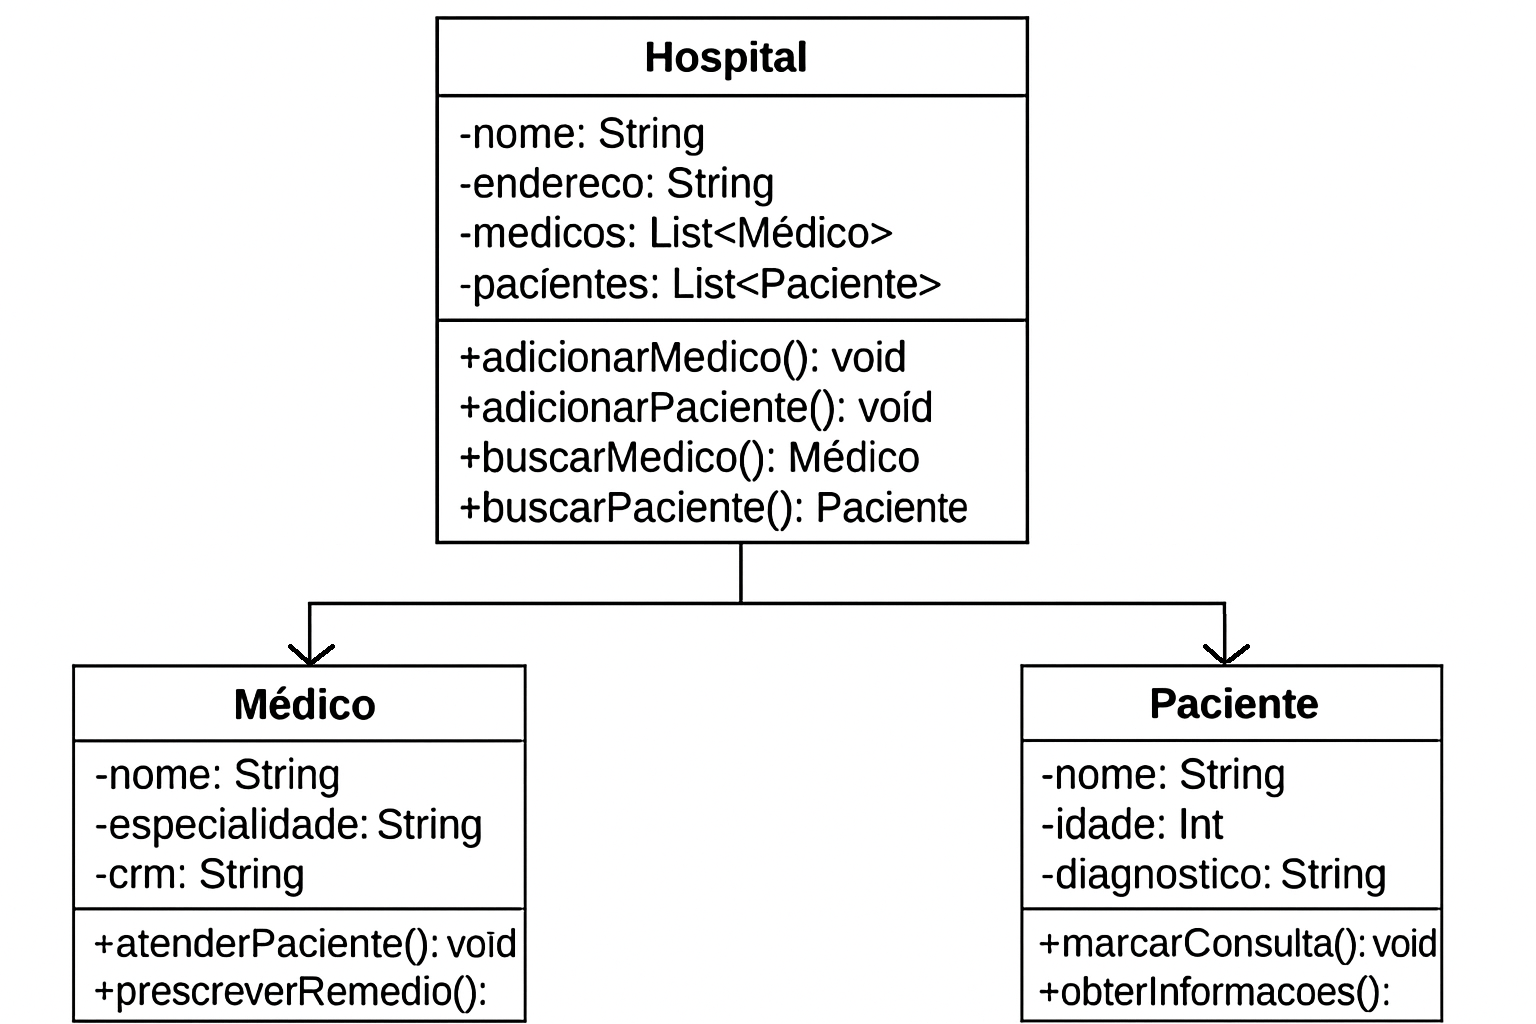 Hospital
-nome: String
-endereco: String
-medicos: List<Médico>
-pacíentes: List<Paciente>
+adicionarMedico(): void
+adicionarPaciente(): voíd
+buscarMedico(): Médico
+buscarPaciente(): Paciente
Médico
-nome: String
-especialidade: String
-crm: String
+atenderPaciente(): voīd
+prescreverRemedio():
Paciente
-nome: String
-idade: Int
-diagnostico: String
+marcarConsulta(): void
+obterInformacoes():